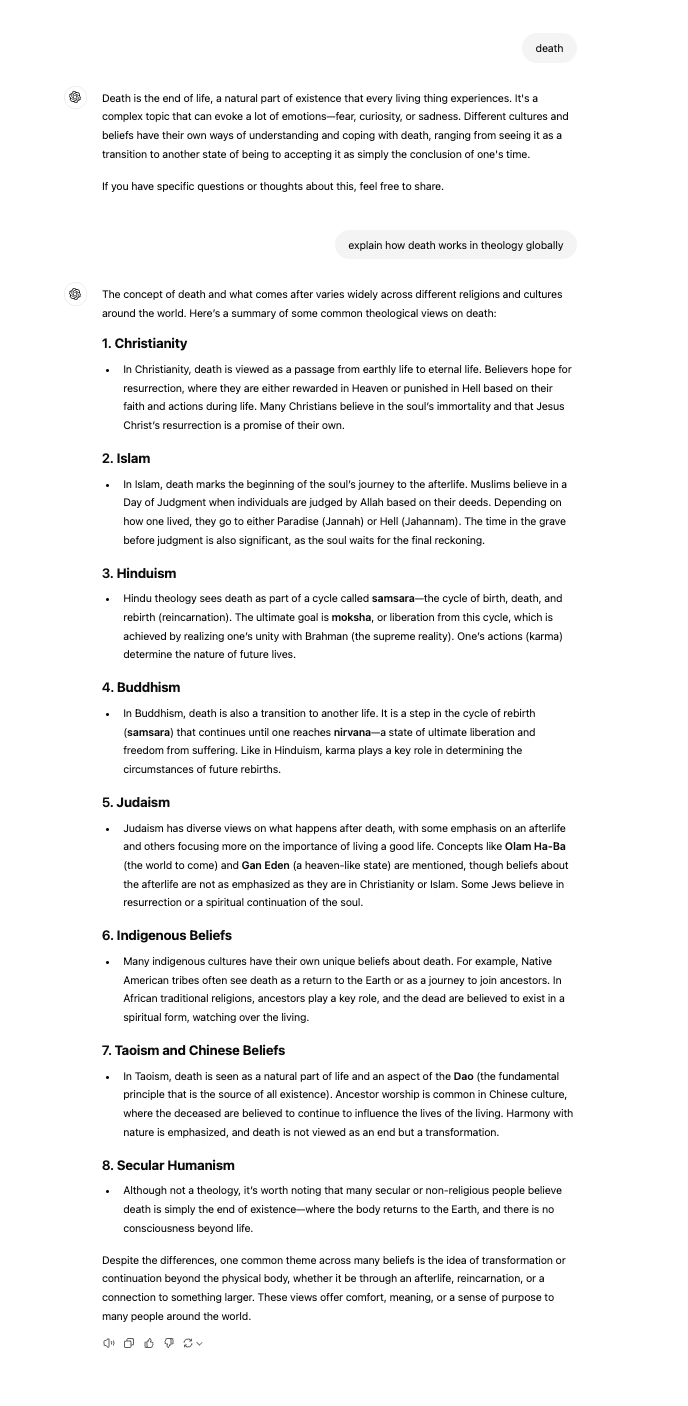 death
Death is the end of life, a natural part of existence that every living thing experiences. It's a
complex topic that can evoke a lot of emotions—fear, curiosity, or sadness. Different cultures and
beliefs have their own ways of understanding and coping with death, ranging from seeing it as a
transition to another state of being to accepting it as simply the conclusion of one's time.
If you have specific questions or thoughts about this, feel free to share.
explain how death works in theology globally
The concept of death and what comes after varies widely across different religions and cultures
around the world. Here's a summary of some common theological views on death:
1. Christianity
• In Christianity, death is viewed as a passage from earthly life to eternal life. Believers hope for
resurrection, where they are either rewarded in Heaven or punished in Hell based on their
faith and actions during life. Many Christians believe in the soul's immortality and that Jesus
Christ's resurrection is a promise of their own.
2. Islam
• In Islam, death marks the beginning of the soul's journey to the afterlife. Muslims believe in a
Day of Judgment when individuals are judged by Allah based on their deeds. Depending on
how one lived, they go to either Paradise (Jannah) or Hell (Jahannam). The time in the grave
before judgment is also significant, as the soul waits for the final reckoning.
3. Hinduism
• Hindu theology sees death as part of a cycle called samsara—the cycle of birth, death, and
rebirth (reincarnation). The ultimate goal is moksha, or liberation from this cycle, which is
achieved by realizing one's unity with Brahman (the supreme reality). One's actions (karma)
determine the nature of future lives.
4. Buddhism
• In Buddhism, death is also a transition to another life. It is a step in the cycle of rebirth
(samsara) that continues until one reaches nirvana—a state of ultimate liberation and
freedom from suffering. Like in Hinduism, karma plays a key role in determining the
circumstances of future rebirths.
5. Judaism
• Judaism has diverse views on what happens after death, with some emphasis on an afterlife
and others focusing more on the importance of living a good life. Concepts like Olam Ha-Ba
(the world to come) and Gan Eden (a heaven-like state) are mentioned, though beliefs about
the afterlife are not as emphasized as they are in Christianity or Islam. Some Jews believe in
resurrection or a spiritual continuation of the soul.
6. Indigenous Beliefs
• Many indigenous cultures have their own unique beliefs about death. For example, Native
American tribes often see death as a return to the Earth or as a journey to join ancestors. In
African traditional religions, ancestors play a key role, and the dead are believed to exist in a
spiritual form, watching over the living.
7. Taoism and Chinese Beliefs
• In Taoism, death is seen as a natural part of life and an aspect of the Dao (the fundamental
principle that is the source of all existence). Ancestor worship is common in Chinese culture,
where the deceased are believed to continue to influence the lives of the living. Harmony with
nature is emphasized, and death is not viewed as an end but a transformation.
8. Secular Humanism
• Although not a theology, it's worth noting that many secular or non-religious people believe
death is simply the end of existence—where the body returns to the Earth, and there is no
consciousness beyond life.
Despite the differences, one common theme across many beliefs is the idea of transformation or
continuation beyond the physical body, whether it be through an afterlife, reincarnation, or a
connection to something larger. These views offer comfort, meaning, or a sense of purpose to
many people around the world.